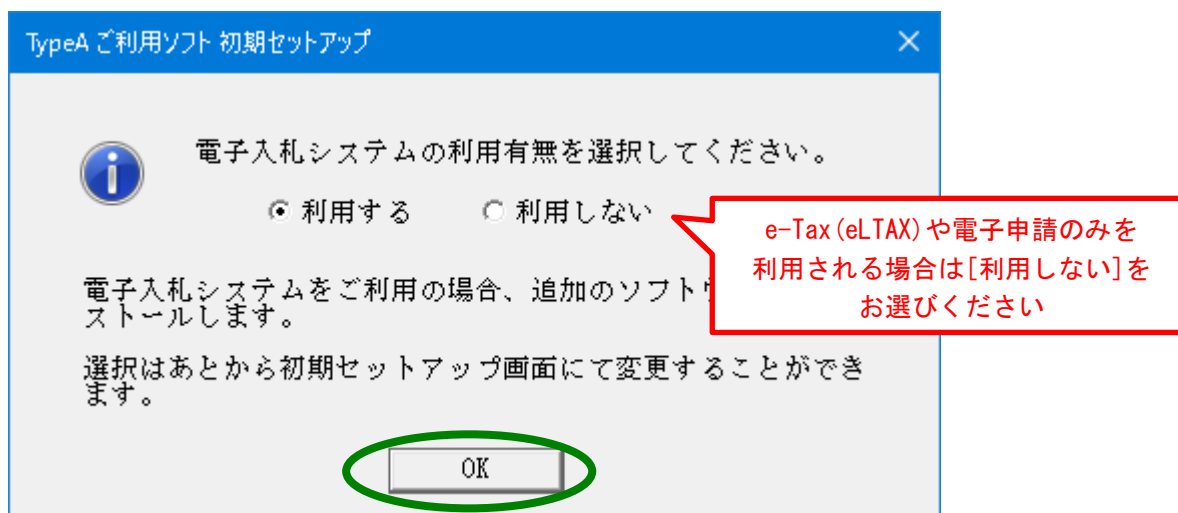 TypeA ご利用ソフト 初期セットアップ
電子入札システムの利用有無を選択してください。
利用する 利用しない
e-Tax(eLTAX)や電子申請のみを
利用される場合は[利用しない]を
お選びください
電子入札システムをご利用の場合、追加のソフト
ストールします。
選択はあとから初期セットアップ画面にて変更することができ
ます。
OK